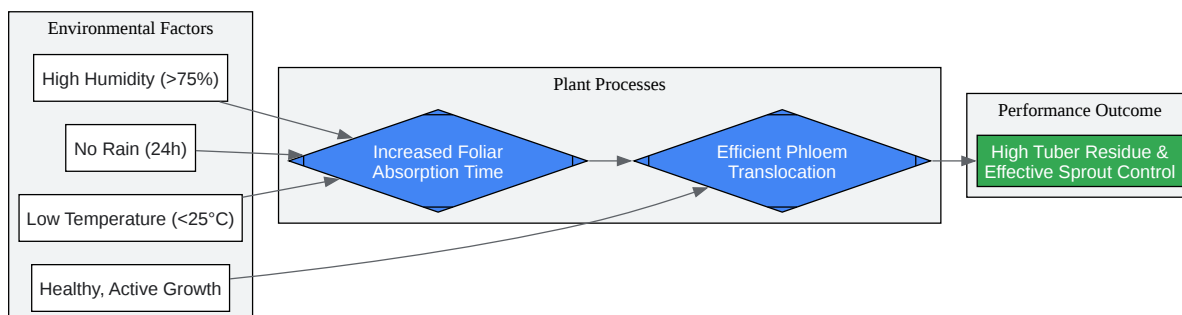 Environmental Factors
High Humidity (>75%)
No Rain (24h)
Low Temperature (<25°C)
Healthy, Active Growth
Plant Processes
Increased Foliar
Absorption Time
Efficient Phloem
Translocation
Performance Outcome
High Tuber Residue &
Effective Sprout Control